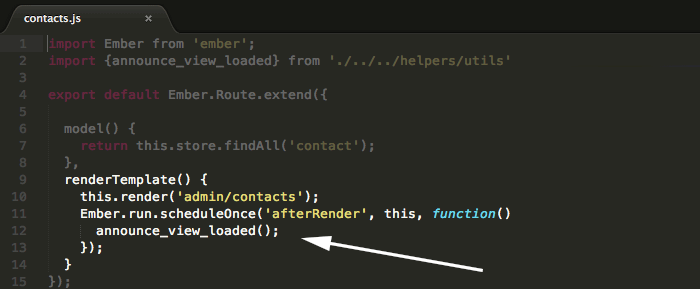 contacts.js ×
1 import Ember from 'ember';
2 import {announce_view_loaded} from './../../helpers/utils'
3
4 export default Ember.Route.extend({
5
6 model() {
7 return this.store.findAll('contact');
8 },
9 renderTemplate() {
10 this.render('admin/contacts');
11 Ember.run.scheduleOnce('afterRender', this, function()
12 announce_view_loaded();
13 });
14 }
15 });